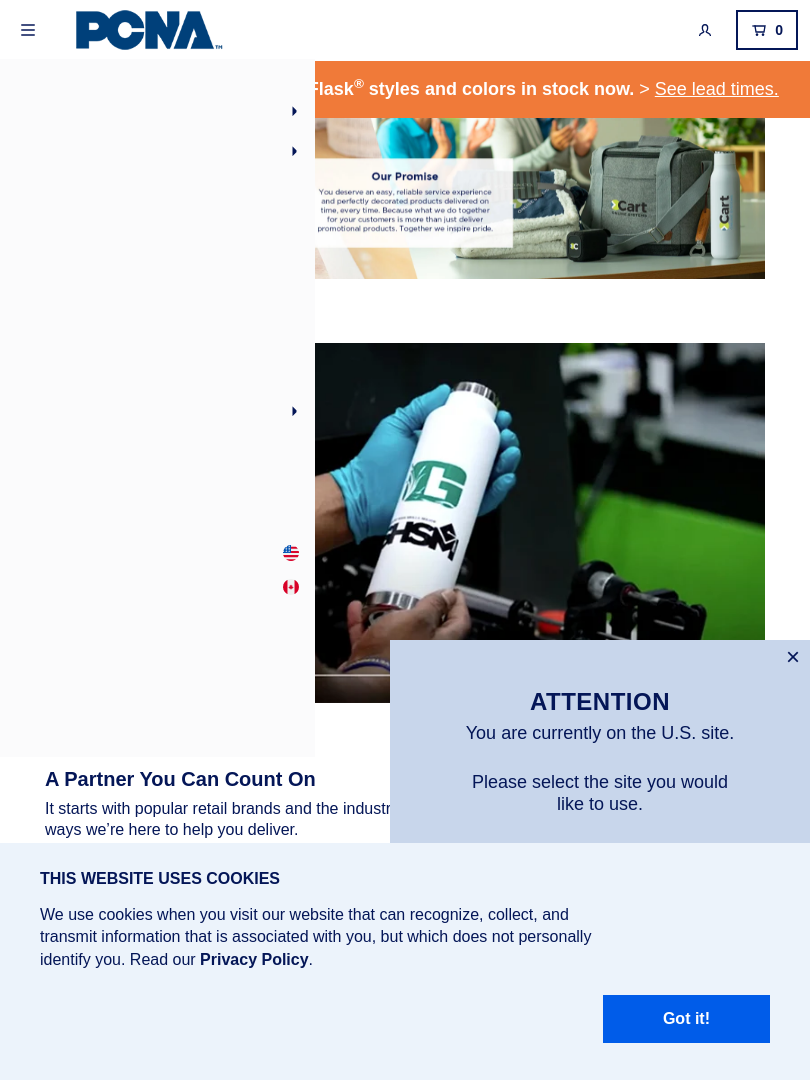 PCNA™
0
Flask® styles and colors in stock now. > See lead times.
Our Promise
You deserve an easy, reliable service experience
and perfectly decorated products delivered on
time, every time. Because what we do together
for your customers is more than just deliver
promotional products. Together we inspire pride.
Cart
Cart
A Partner You Can Count On
It starts with popular retail brands and the industr
ways we’re here to help you deliver.
ATTENTION
You are currently on the U.S. site.
Please select the site you would
like to use.
THIS WEBSITE USES COOKIES
We use cookies when you visit our website that can recognize, collect, and
transmit information that is associated with you, but which does not personally
identify you. Read our Privacy Policy.
Got it!